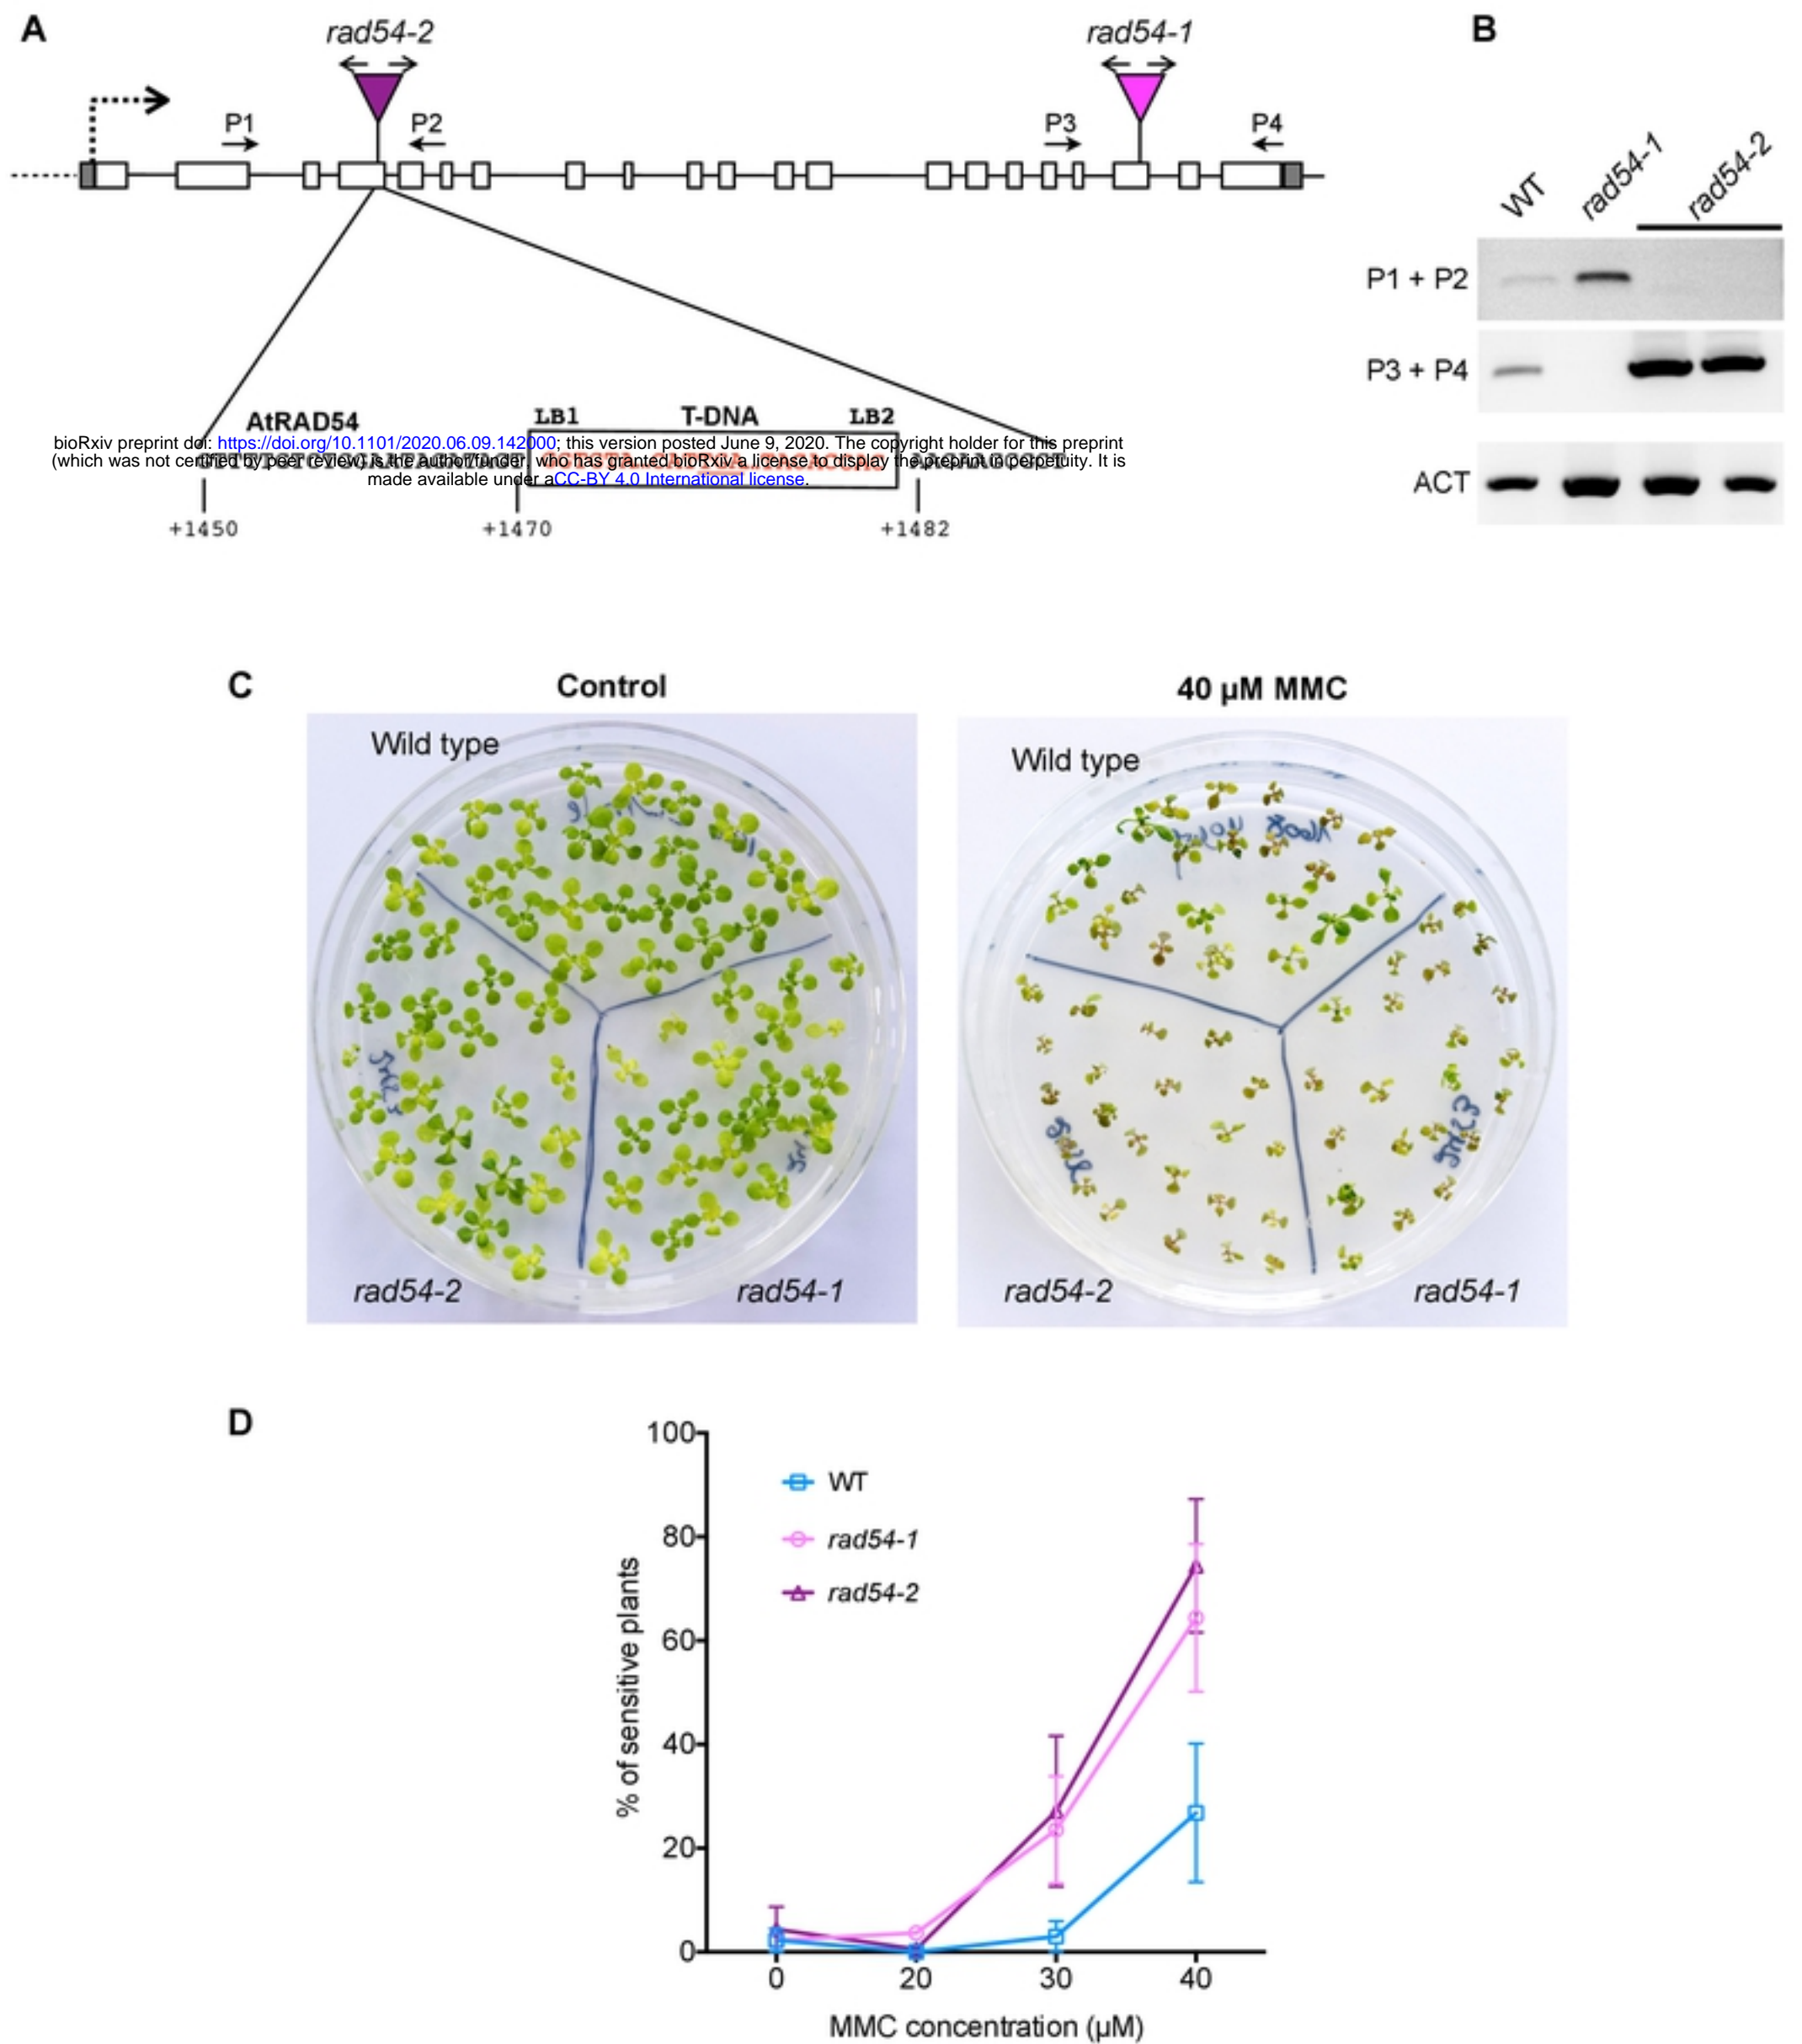 A
rad54-2
rad54-1
B
P1
P2
P3
P4
WT
rad54-1
rad54-2
P1 + P2
P3 + P4
ACT
AtRAD54
LB1
T-DNA
LB2
bioRxiv preprint doi: https://doi.org/10.1101/2020.06.09.142000; this version posted June 9, 2020. The copyright holder for this preprint
(which was not certified by peer review) is the author/funder, who has granted bioRxiv a license to display the preprint in perpetuity. It is
made available under aCC-BY 4.0 International license.
+1450
+1470
+1482
C
Control
40 µM MMC
Wild type
Wild type
rad54-2
rad54-1
rad54-2
rad54-1
D
100
80
60
40
20
0
WT
rad54-1
rad54-2
% of sensitive plants
0
20
30
40
MMC concentration (µM)